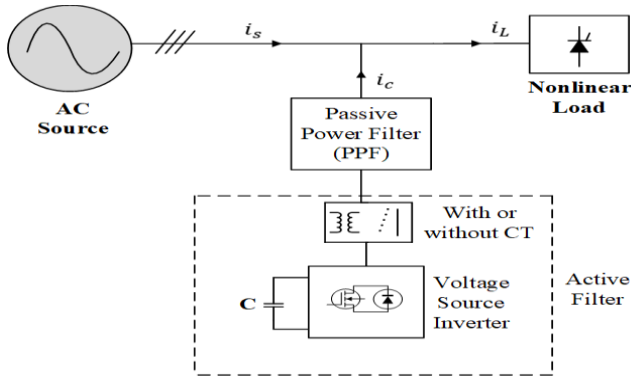 i_s
i_L
i_c
AC
Source
Nonlinear
Load
Passive
Power Filter
(PPF)
With or
without CT
C
Voltage
Source
Inverter
Active
Filter